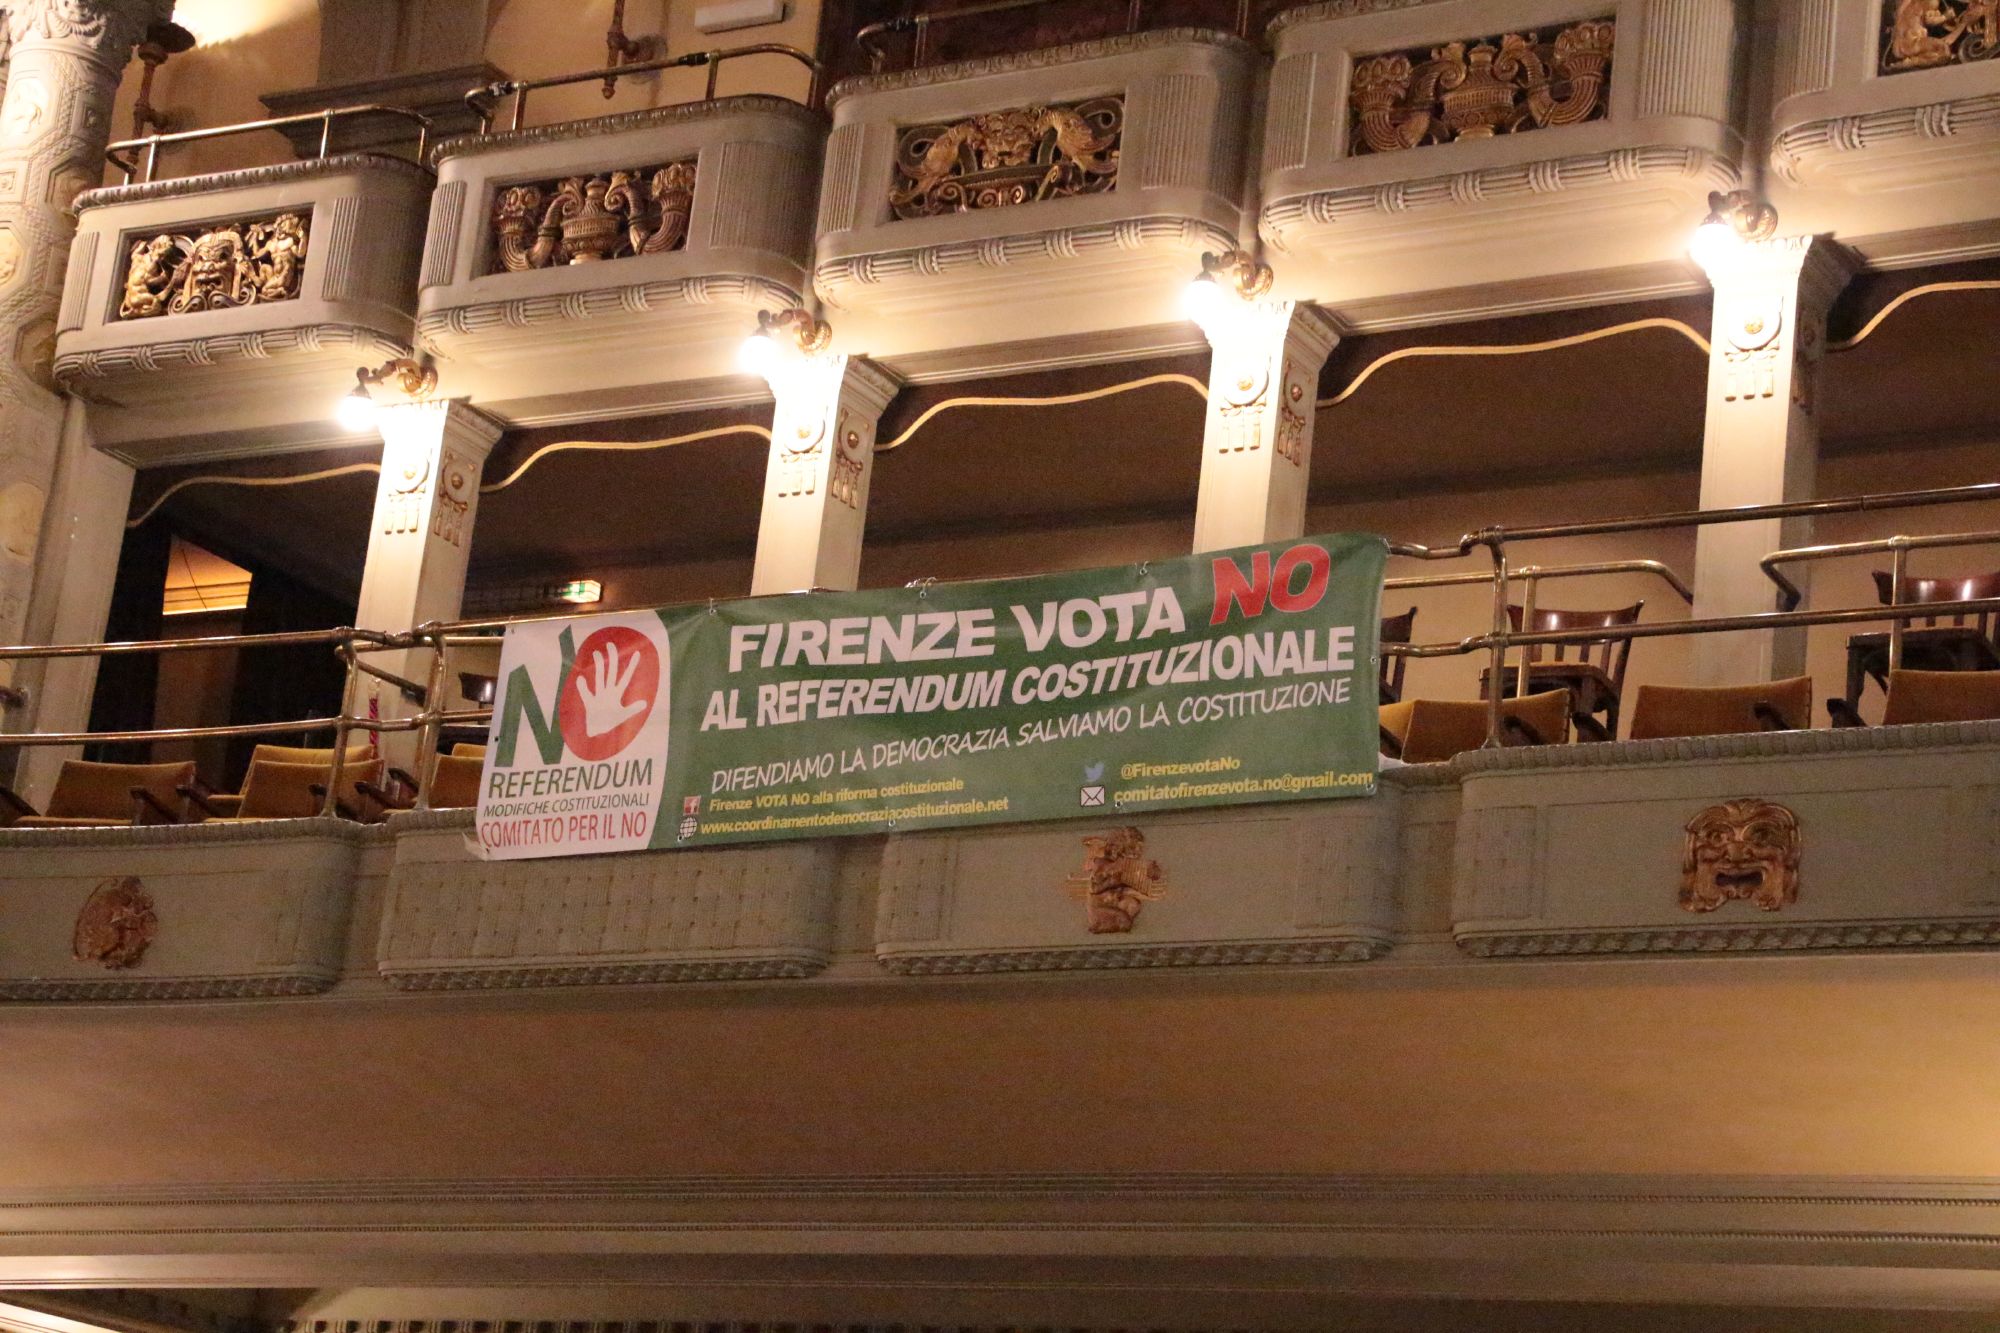 NO
REFERENDUM
MODIFICHE COSTITUZIONALI
COMITATO PER IL NO
FIRENZE VOTA NO
AL REFERENDUM COSTITUZIONALE
DIFENDIAMO LA DEMOCRAZIA SALVIAMO LA COSTITUZIONE
Firenze VOTA NO alla riforma costituzionale
www.coordinamentodemocraziacostituzionale.net
@FirenzevotaNo
comitatofirenzevota.no@gmail.com